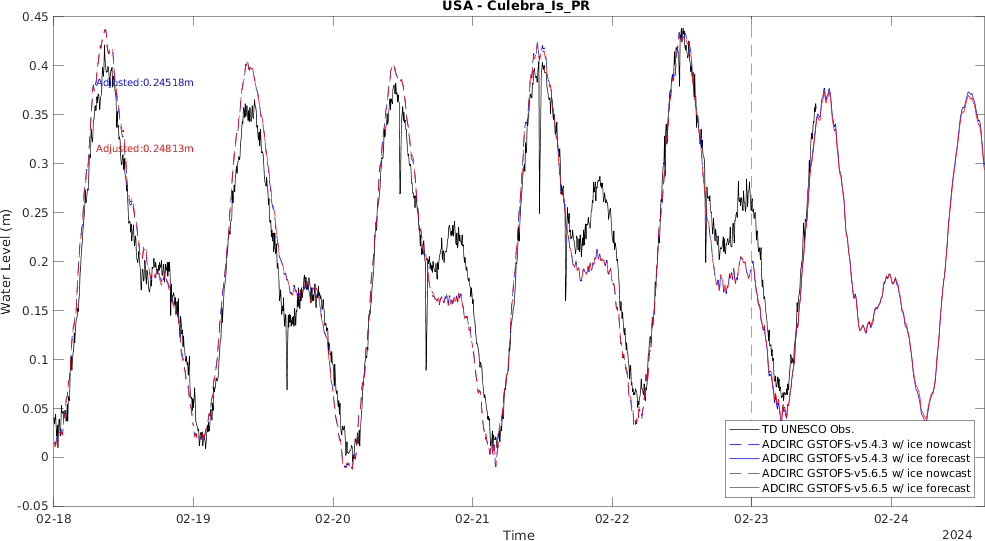 USA - Culebra_Is_PR
0.45
0.4
0.35
0.3
0.25
0.2
0.15
0.1
0.05
0
-0.05
Water Level (m)
Adjusted:0.24518m
Adjusted:0.24813m
TD UNESCO Obs.
ADCIRC GSTOFS-v5.4.3 w/ ice nowcast
ADCIRC GSTOFS-v5.4.3 w/ ice forecast
ADCIRC GSTOFS-v5.6.5 w/ ice nowcast
ADCIRC GSTOFS-v5.6.5 w/ ice forecast
02-18 02-19 02-20 02-21 02-22 02-23 02-24
Time
2024